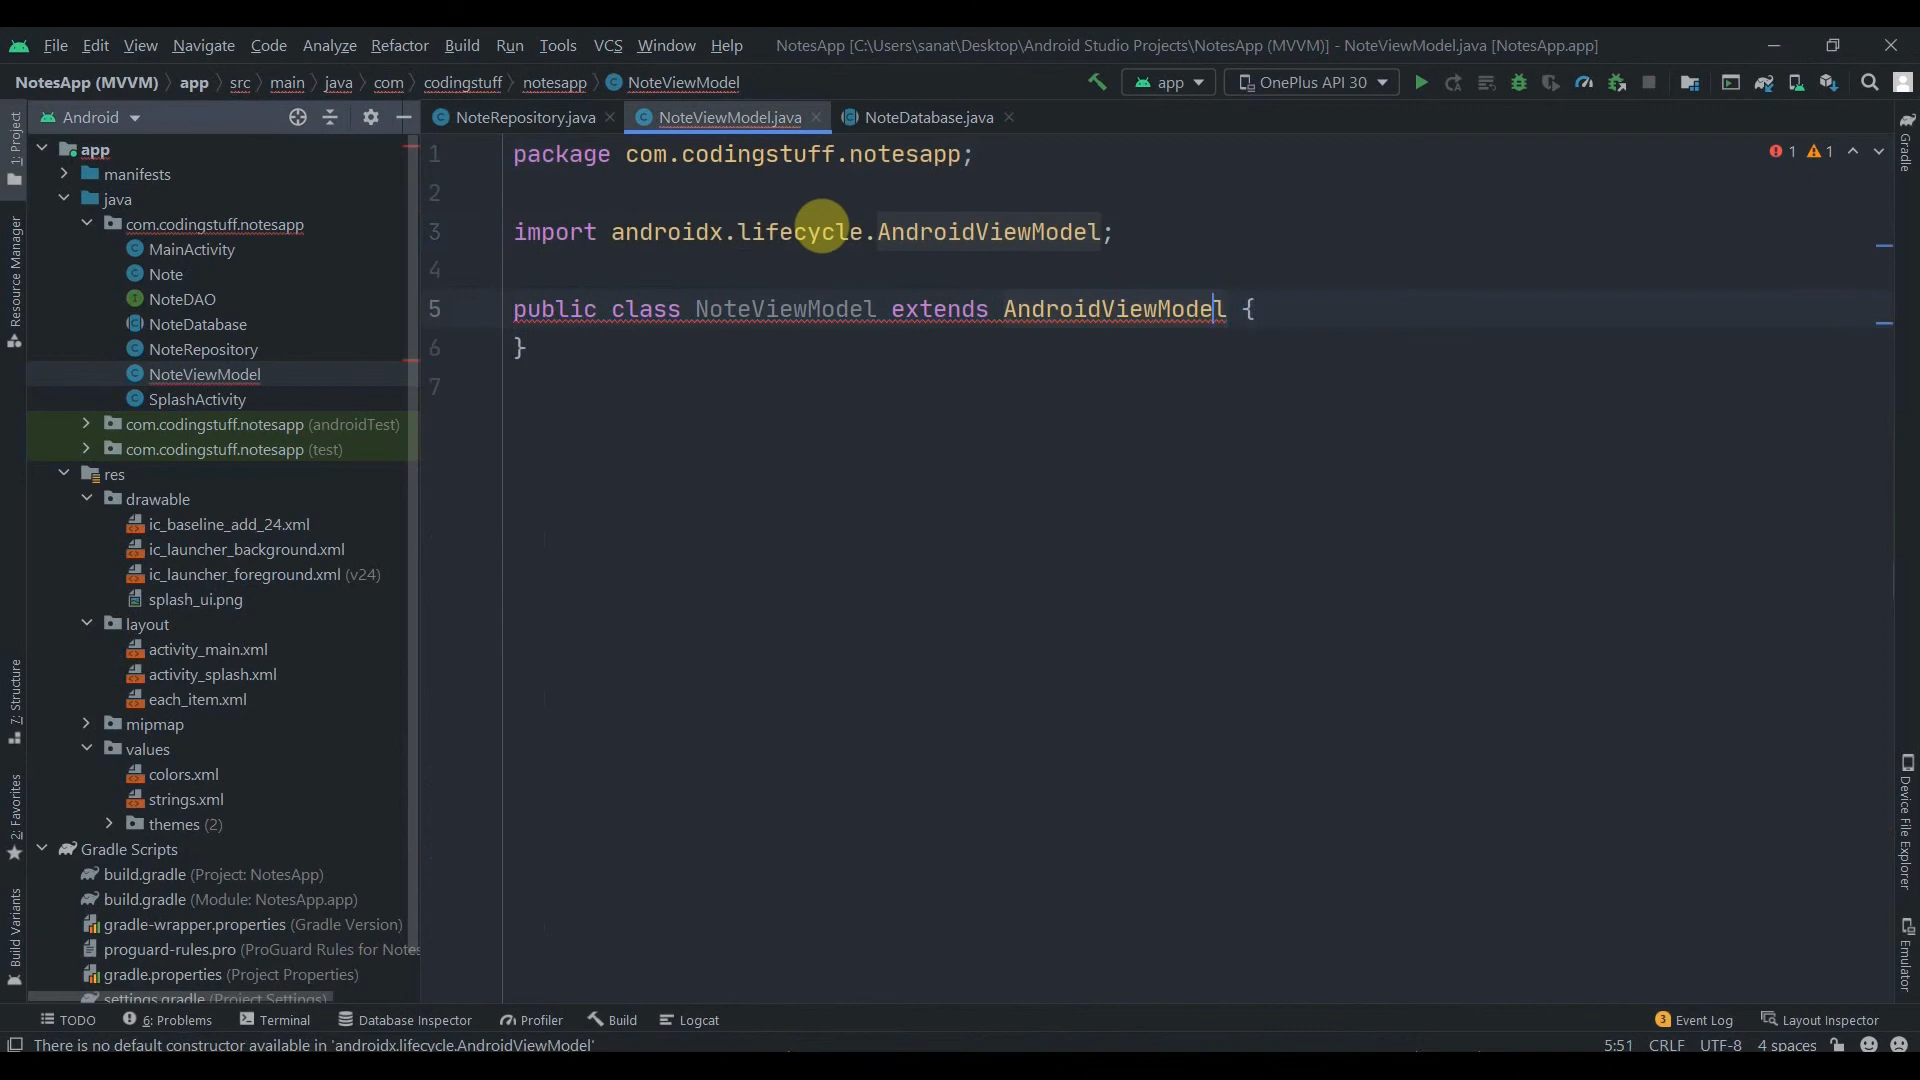 File Edit View Navigate Code Analyze Refactor Build Run Tools VCS Window Help NotesApp [C:\Users\sanat\Desktop\Android Studio Projects\NotesApp (MVVM)] - NoteViewModel.java [NotesApp.app]
NotesApp (MVVM) app src main java com codingstuff notesapp NoteViewModel app OnePlus API 30
Android
NoteRepository.java NoteViewModel.java NoteDatabase.java
1: Project
Resource Manager
7: Structure
2: Favorites
Build Variants
app
manifests
java
com.codingstuff.notesapp
MainActivity
Note
NoteDAO
NoteDatabase
NoteRepository
NoteViewModel
SplashActivity
com.codingstuff.notesapp (androidTest)
com.codingstuff.notesapp (test)
res
drawable
ic_baseline_add_24.xml
ic_launcher_background.xml
ic_launcher_foreground.xml (v24)
splash_ui.png
layout
activity_main.xml
activity_splash.xml
each_item.xml
mipmap
values
colors.xml
strings.xml
themes (2)
Gradle Scripts
build.gradle (Project: NotesApp)
build.gradle (Module: NotesApp.app)
gradle-wrapper.properties (Gradle Version)
proguard-rules.pro (ProGuard Rules for Notes
gradle.properties (Project Properties)
settings.gradle (Project Settings)
1 package com.codingstuff.notesapp;
2
3 import androidx.lifecycle.AndroidViewModel;
4
5 public class NoteViewModel extends AndroidViewModel {
6 }
7
1 1
Gradle
Device File Explorer
Emulator
TODO 6: Problems Terminal Database Inspector Profiler Build Logcat 3 Event Log Layout Inspector
There is no default constructor available in 'androidx.lifecycle.AndroidViewModel' 5:51 CRLF UTF-8 4 spaces